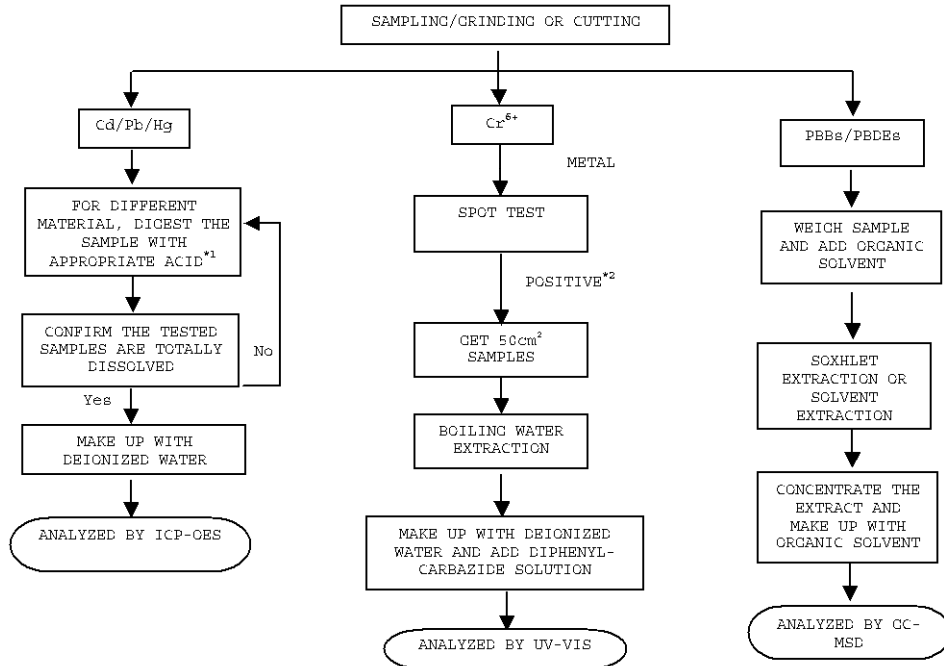 SAMPLING/GRINDING OR CUTTING
Cd/Pb/Hg
FOR DIFFERENT
MATERIAL, DIGEST THE
SAMPLE WITH
APPROPRIATE ACID*1
CONFIRM THE TESTED
SAMPLES ARE TOTALLY
DISSOLVED
No
Yes
MAKE UP WITH
DEIONIZED WATER
ANALYZED BY ICP-OES
Cr6+
METAL
SPOT TEST
POSITIVE*2
GET 50cm2
SAMPLES
BOILING WATER
EXTRACTION
MAKE UP WITH DEIONIZED
WATER AND ADD DIPHENYL-
CARBAZIDE SOLUTION
ANALYZED BY UV-VIS
PBBs/PBDEs
WEIGH SAMPLE
AND ADD ORGANIC
SOLVENT
SOXHLET
EXTRACTION OR
SOLVENT
EXTRACTION
CONCENTRATE THE
EXTRACT AND
MAKE UP WITH
ORGANIC SOLVENT
ANALYZED BY GC-
MSD